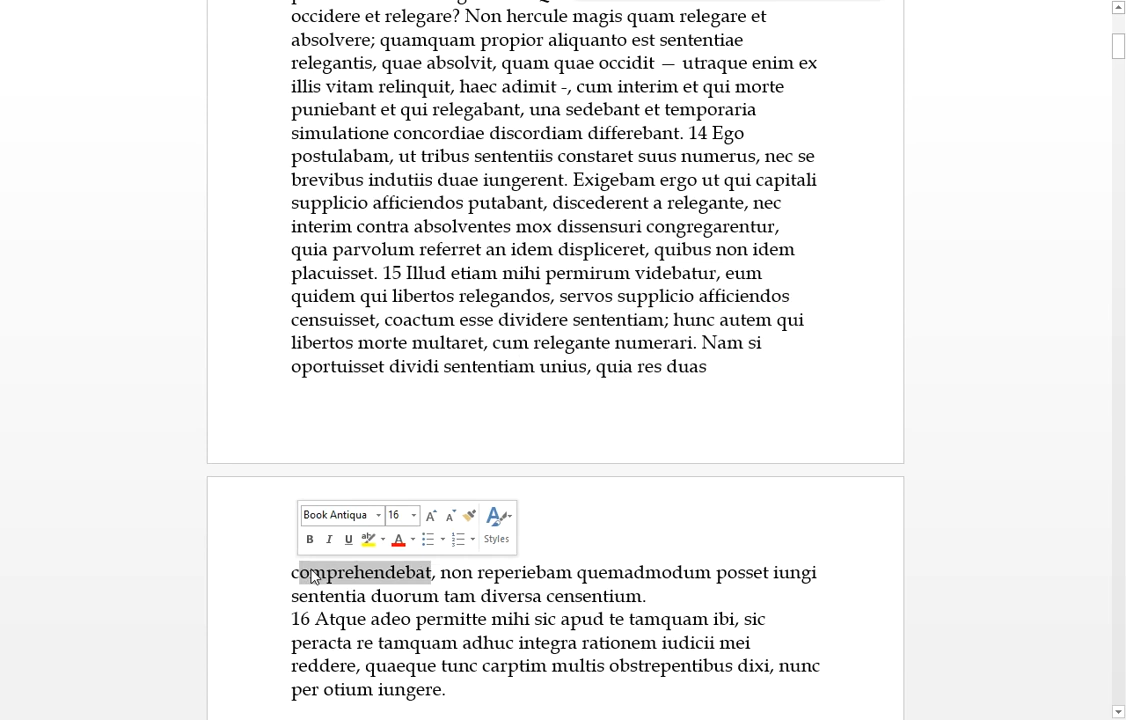 occidere et relegare? Non hercule magis quam relegare et
absolvere; quamquam propior aliquanto est sententiae
relegantis, quae absolvit, quam quae occidit — utraque enim ex
illis vitam relinquit, haec adimit -, cum interim et qui morte
puniebant et qui relegabant, una sedebant et temporaria
simulatione concordiae discordiam differebant. 14 Ego
postulabam, ut tribus sententiis constaret suus numerus, nec se
brevibus indutiis duae iungerent. Exigebam ergo ut qui capitali
supplicio afficiendos putabant, discederent a relegante, nec
interim contra absolventes mox dissensuri congregarentur,
quia parvolum referret an idem displiceret, quibus non idem
placuisset. 15 Illud etiam mihi permirum videbatur, eum
quidem qui libertos relegandos, servos supplicio afficiendos
censuisset, coactum esse dividere sententiam; hunc autem qui
libertos morte multaret, cum relegante numerari. Nam si
oportuisset dividi sententiam unius, quia res duas
Book Antiqua 16
B I U ab A Styles
comprehendebat, non reperiebam quemadmodum posset iungi
sententia duorum tam diversa censentium.
16 Atque adeo permitte mihi sic apud te tamquam ibi, sic
peracta re tamquam adhuc integra rationem iudicii mei
reddere, quaeque tunc carptim multis obstrepentibus dixi, nunc
per otium iungere.